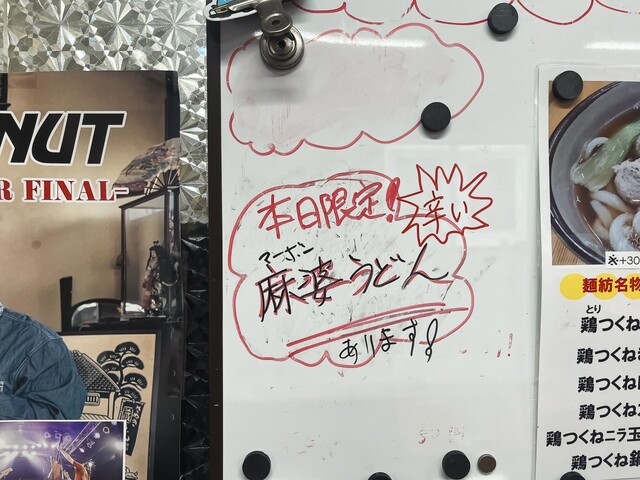 NUT
R FINAL-
本日限定!
辛い
マーボー
麻婆うどん
あります!
※+30
麺紡名物
とり
鶏つくね
鶏つくね
鶏つくね
鶏つくね
鶏つくねニラ玉
鶏つくね鍋